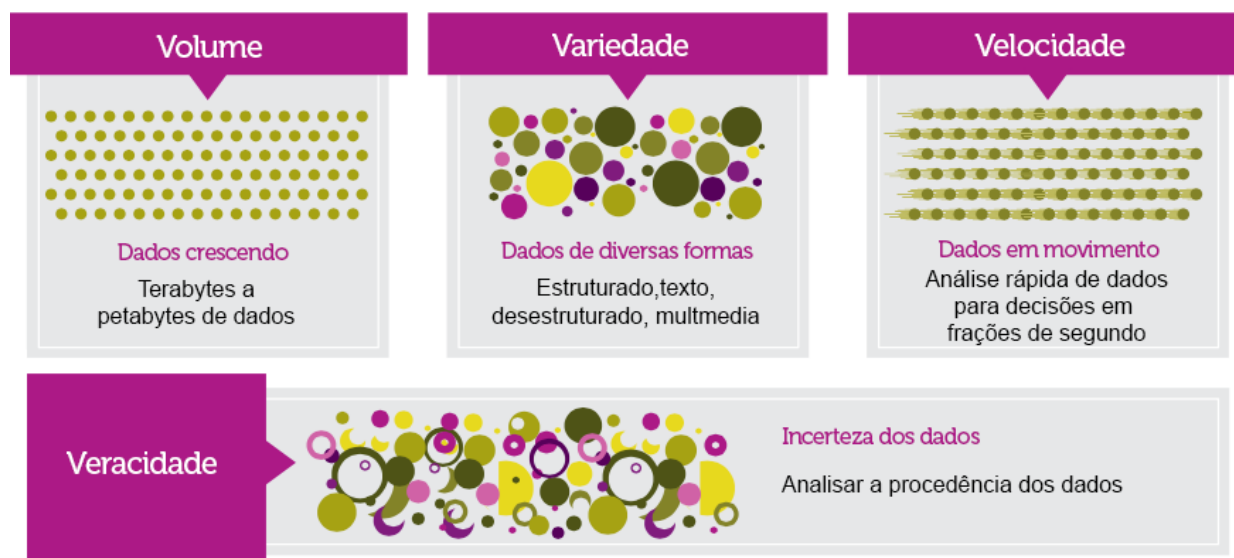 Volume
Dados crescendo
Terabytes a
petabytes de dados
Variedade
Dados de diversas formas
Estruturado,texto,
desestruturado, multmedia
Velocidade
Dados em movimento
Análise rápida de dados
para decisões em
frações de segundo
Veracidade
Incerteza dos dados
Analisar a procedência dos dados